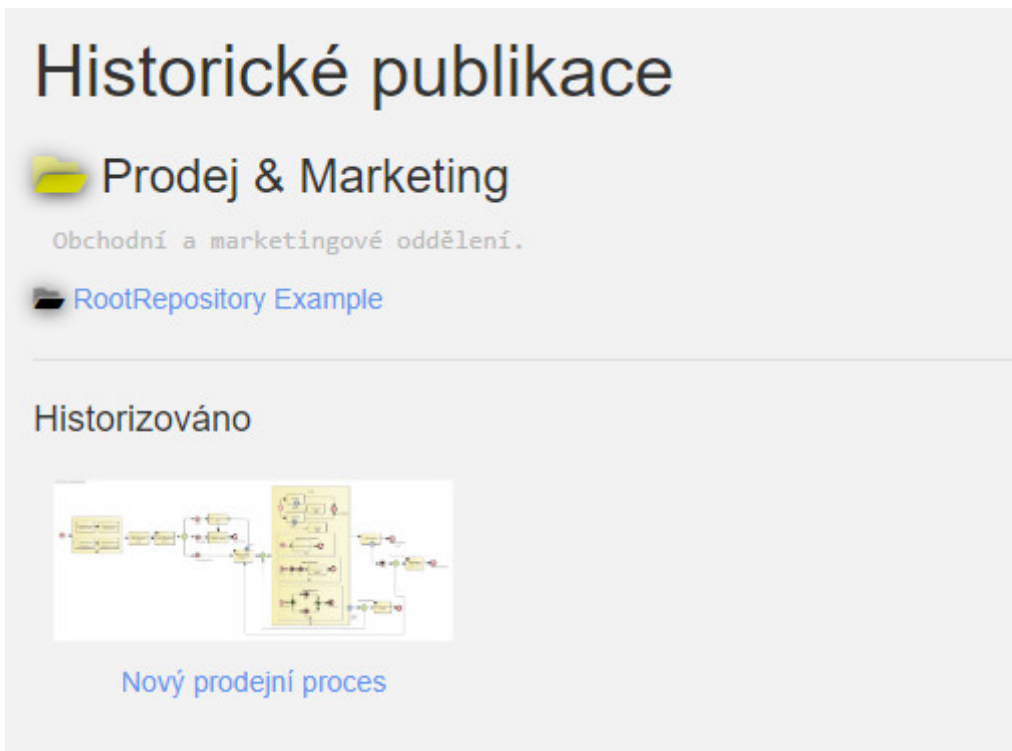 Historické publikace
Prodej & Marketing
Obchodní a marketingové oddělení.
RootRepository Example
Historizováno
Nový prodejní proces